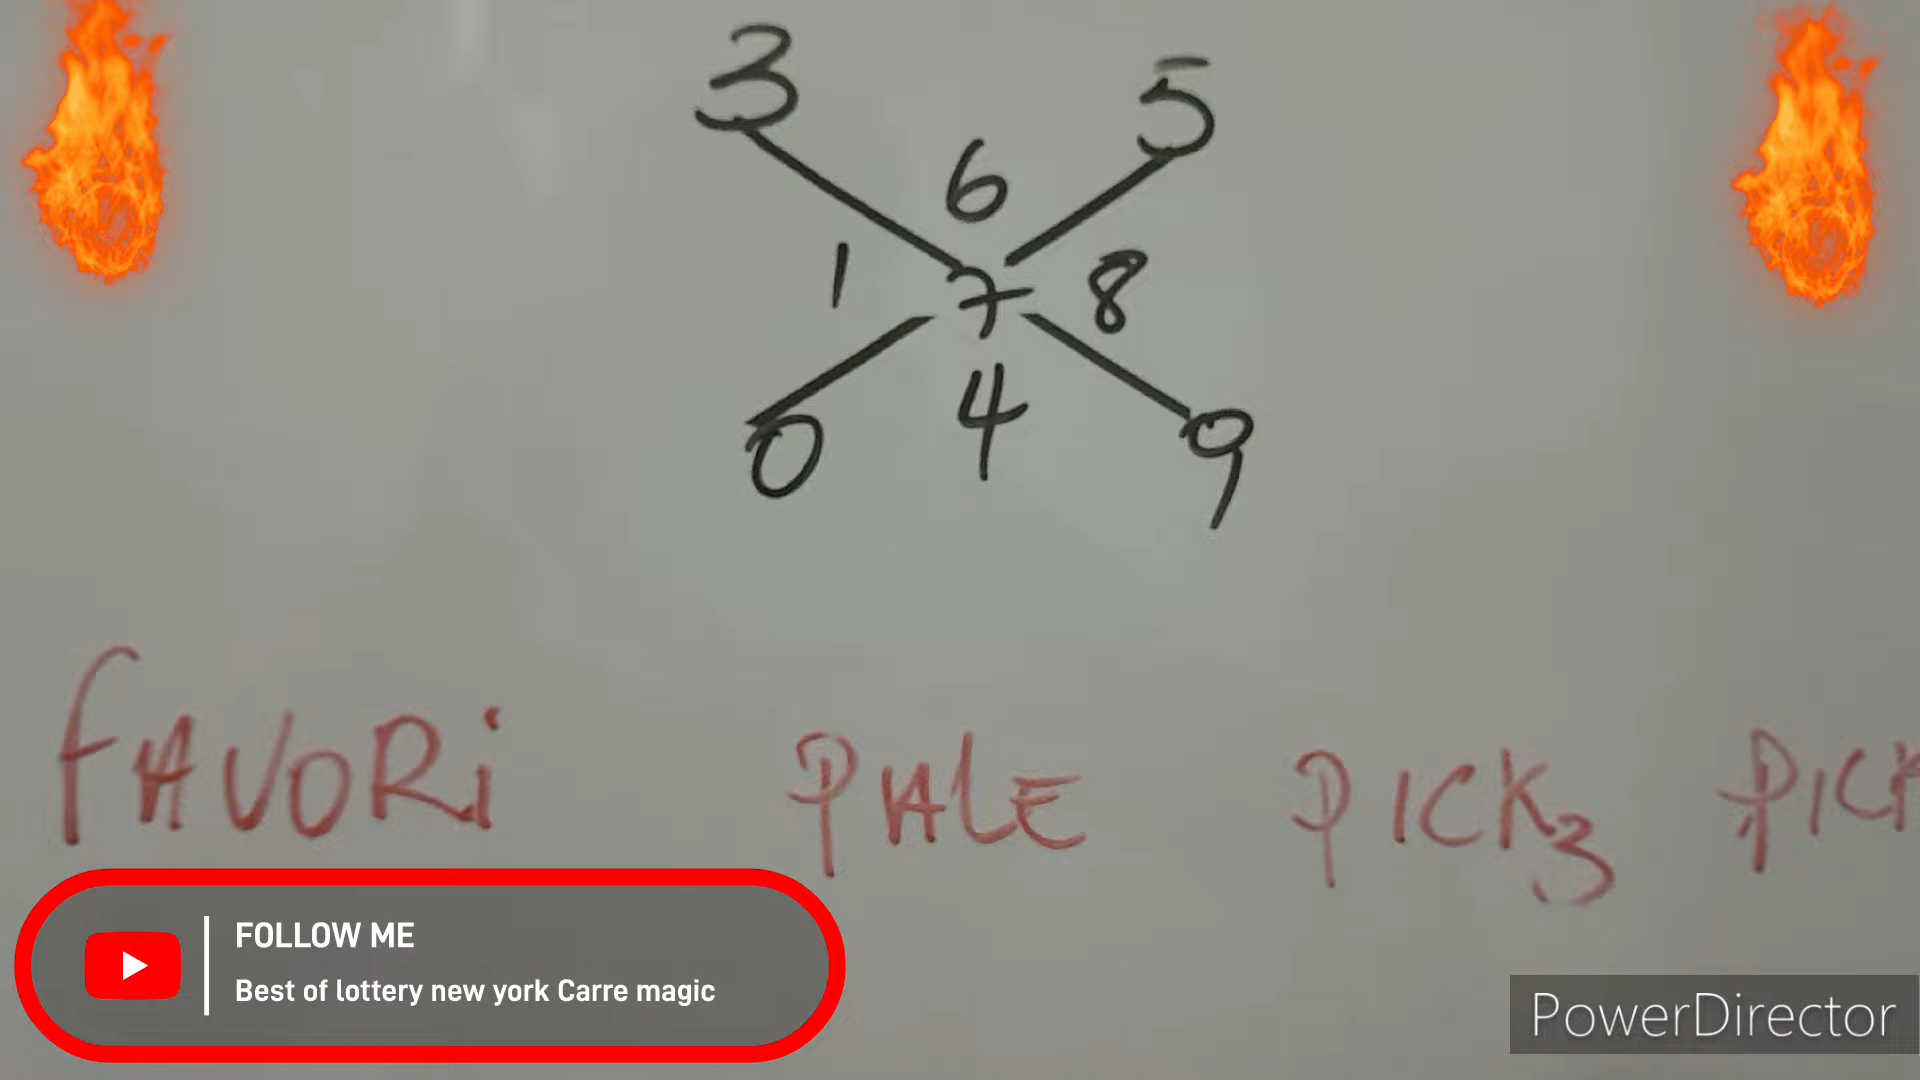 3 5
6
1 7 8
4
0 9
FAVORi PALE PICK3 PICK
FOLLOW ME
Best of lottery new york Carre magic
PowerDirector